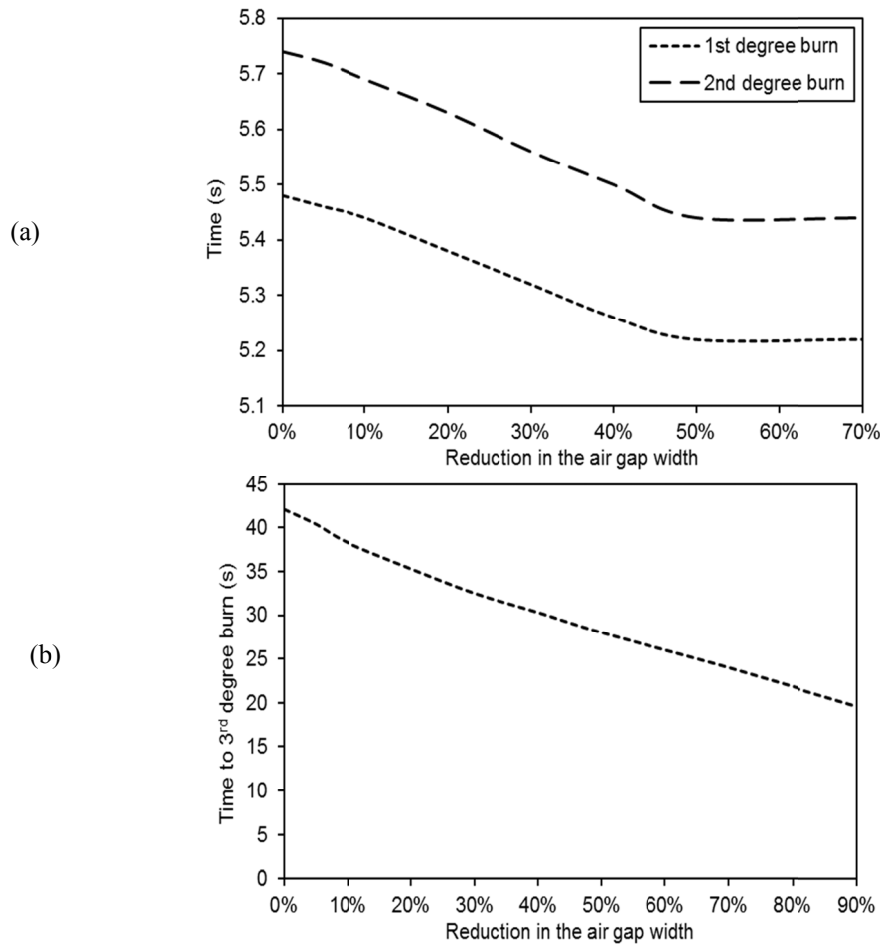 (a)
Time (s)
5.8
5.7
5.6
5.5
5.4
5.3
5.2
5.1
1st degree burn
2nd degree burn
0% 10% 20% 30% 40% 50% 60% 70%
Reduction in the air gap width
(b)
Time to 3rd degree burn (s)
45
40
35
30
25
20
15
10
5
0
0% 10% 20% 30% 40% 50% 60% 70% 80% 90%
Reduction in the air gap width